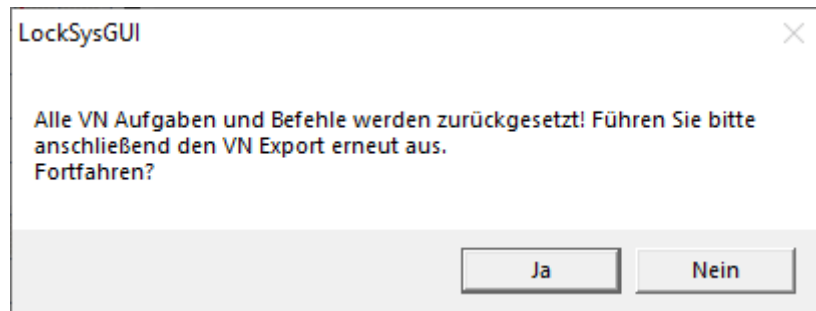 LockSysGUI
Alle VN Aufgaben und Befehle werden zurückgesetzt! Führen Sie bitte
anschließend den VN Export erneut aus.
Fortfahren?
Ja
Nein